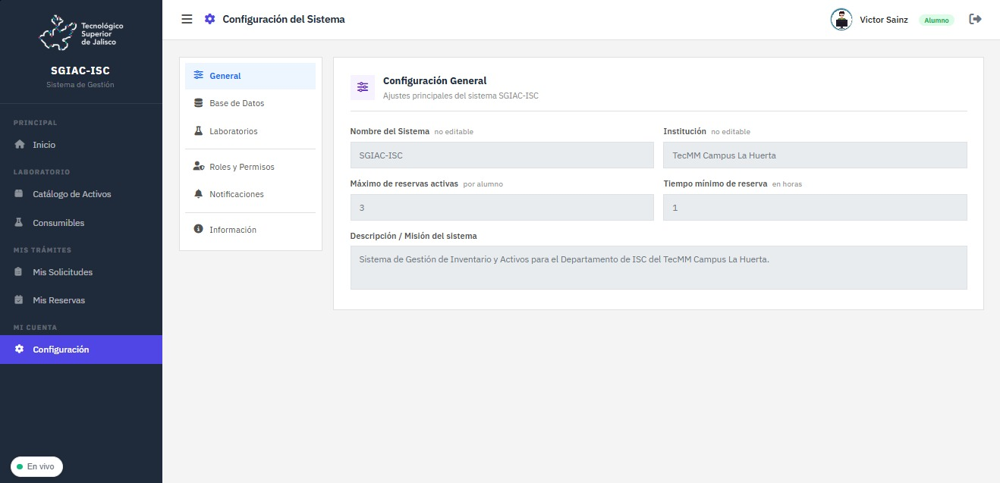 Tecnológico
Superior
de Jalisco
SGIAC-ISC
Sistema de Gestión
PRINCIPAL
Inicio
LABORATORIO
Catálogo de Activos
Consumibles
MIS TRÁMITES
Mis Solicitudes
Mis Reservas
MI CUENTA
Configuración
En vivo
Configuración del Sistema
Victor Sainz
Alumno
General
Base de Datos
Laboratorios
Roles y Permisos
Notificaciones
Información
Configuración General
Ajustes principales del sistema SGIAC-ISC
Nombre del Sistema no editable
SGIAC-ISC
Institución no editable
TecMM Campus La Huerta
Máximo de reservas activas por alumno
3
Tiempo mínimo de reserva en horas
1
Descripción / Misión del sistema
Sistema de Gestión de Inventario y Activos para el Departamento de ISC del TecMM Campus La Huerta.